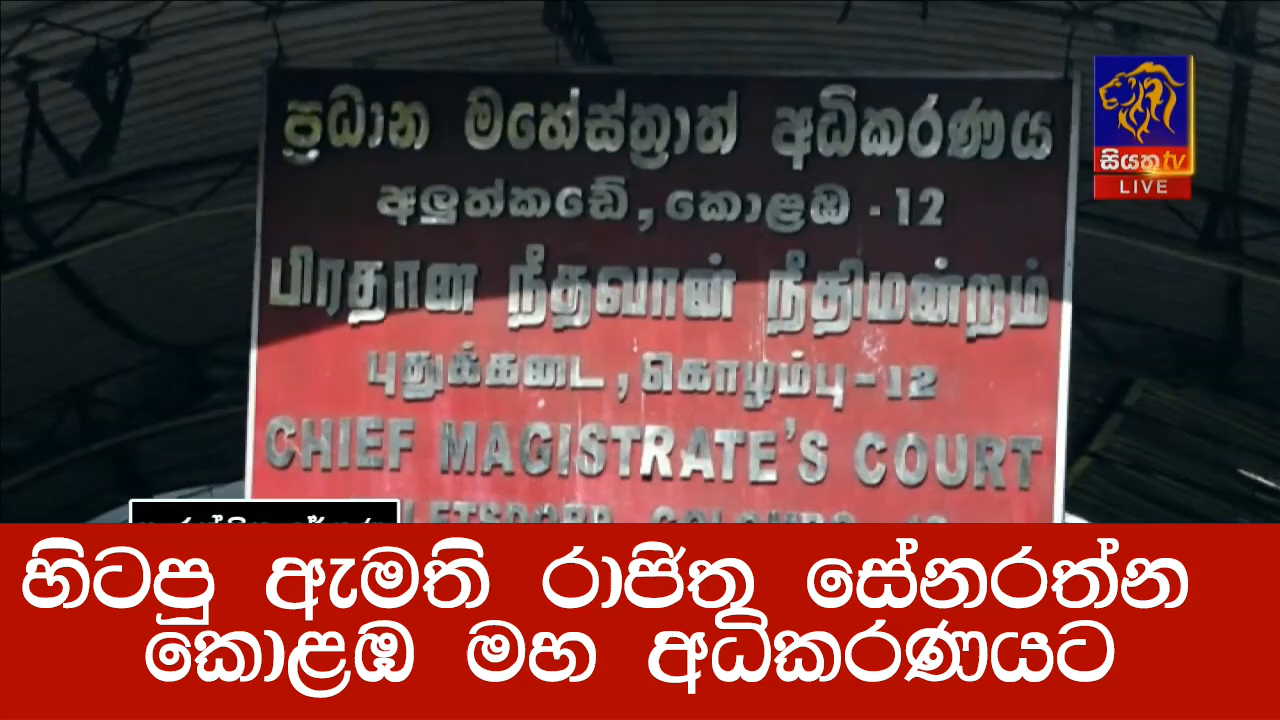 ප්‍රධාන මහේස්ත්‍රාත් අධිකරණය
අලුත්කඩේ, කොළඹ - 12
பிரதான நீதவான் நீதிமன்றம்
புதுக்கடை, கொழம்பு - 12
CHIEF MAGISTRATE'S COURT
සියත tv
LIVE
හිටපු ඇමති රාජිත සේනරත්න
කොළඹ මහ අධිකරණයට